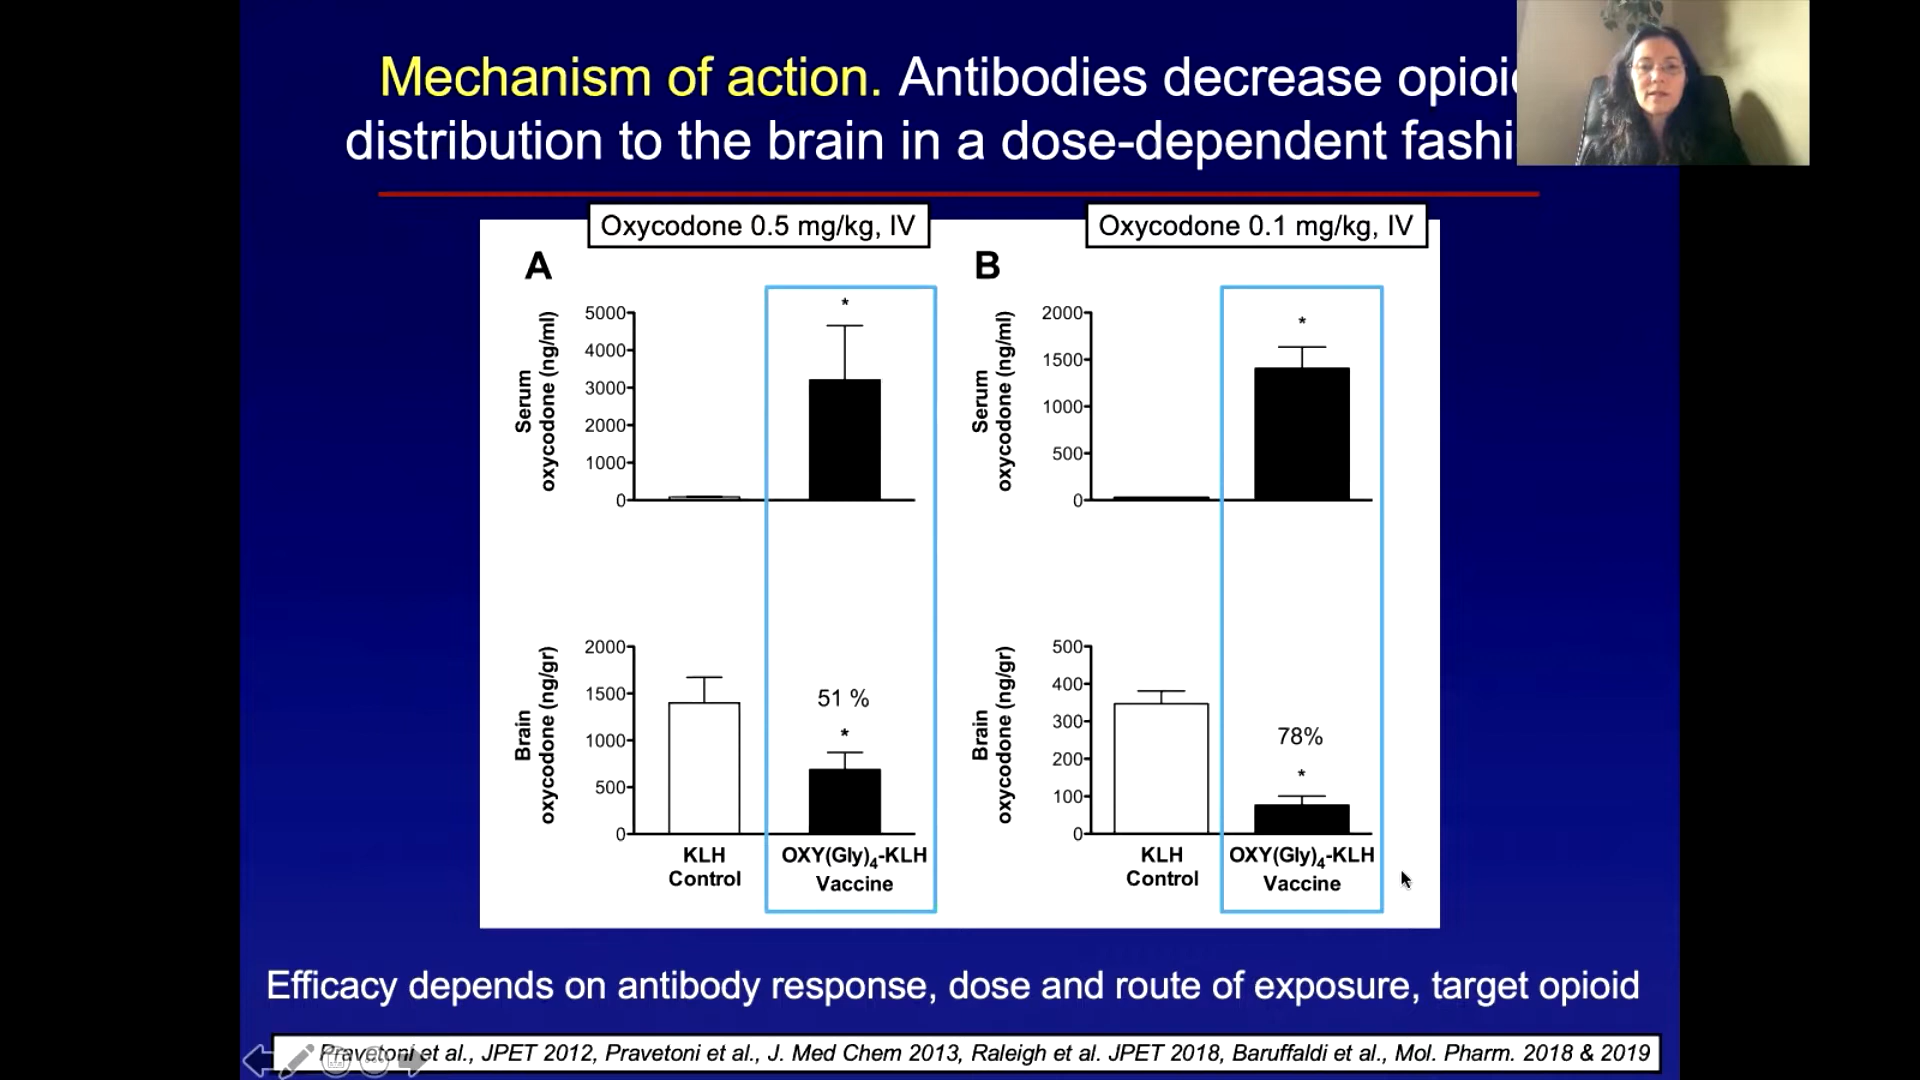 Mechanism of action. Antibodies decrease opioi
distribution to the brain in a dose-dependent fashi
Oxycodone 0.5 mg/kg, IV
Oxycodone 0.1 mg/kg, IV
A
B
Serum
oxycodone (ng/ml)
5000
4000
3000
2000
1000
0
*
Serum
oxycodone (ng/ml)
2000
1500
1000
500
0
*
Brain
oxycodone (ng/gr)
2000
1500
1000
500
0
51 %
*
Brain
oxycodone (ng/gr)
500
400
300
200
100
0
78%
*
KLH
Control
OXY(Gly)4-KLH
Vaccine
KLH
Control
OXY(Gly)4-KLH
Vaccine
Efficacy depends on antibody response, dose and route of exposure, target opioid
Pravetoni et al., JPET 2012, Pravetoni et al., J. Med Chem 2013, Raleigh et al. JPET 2018, Baruffaldi et al., Mol. Pharm. 2018 & 2019